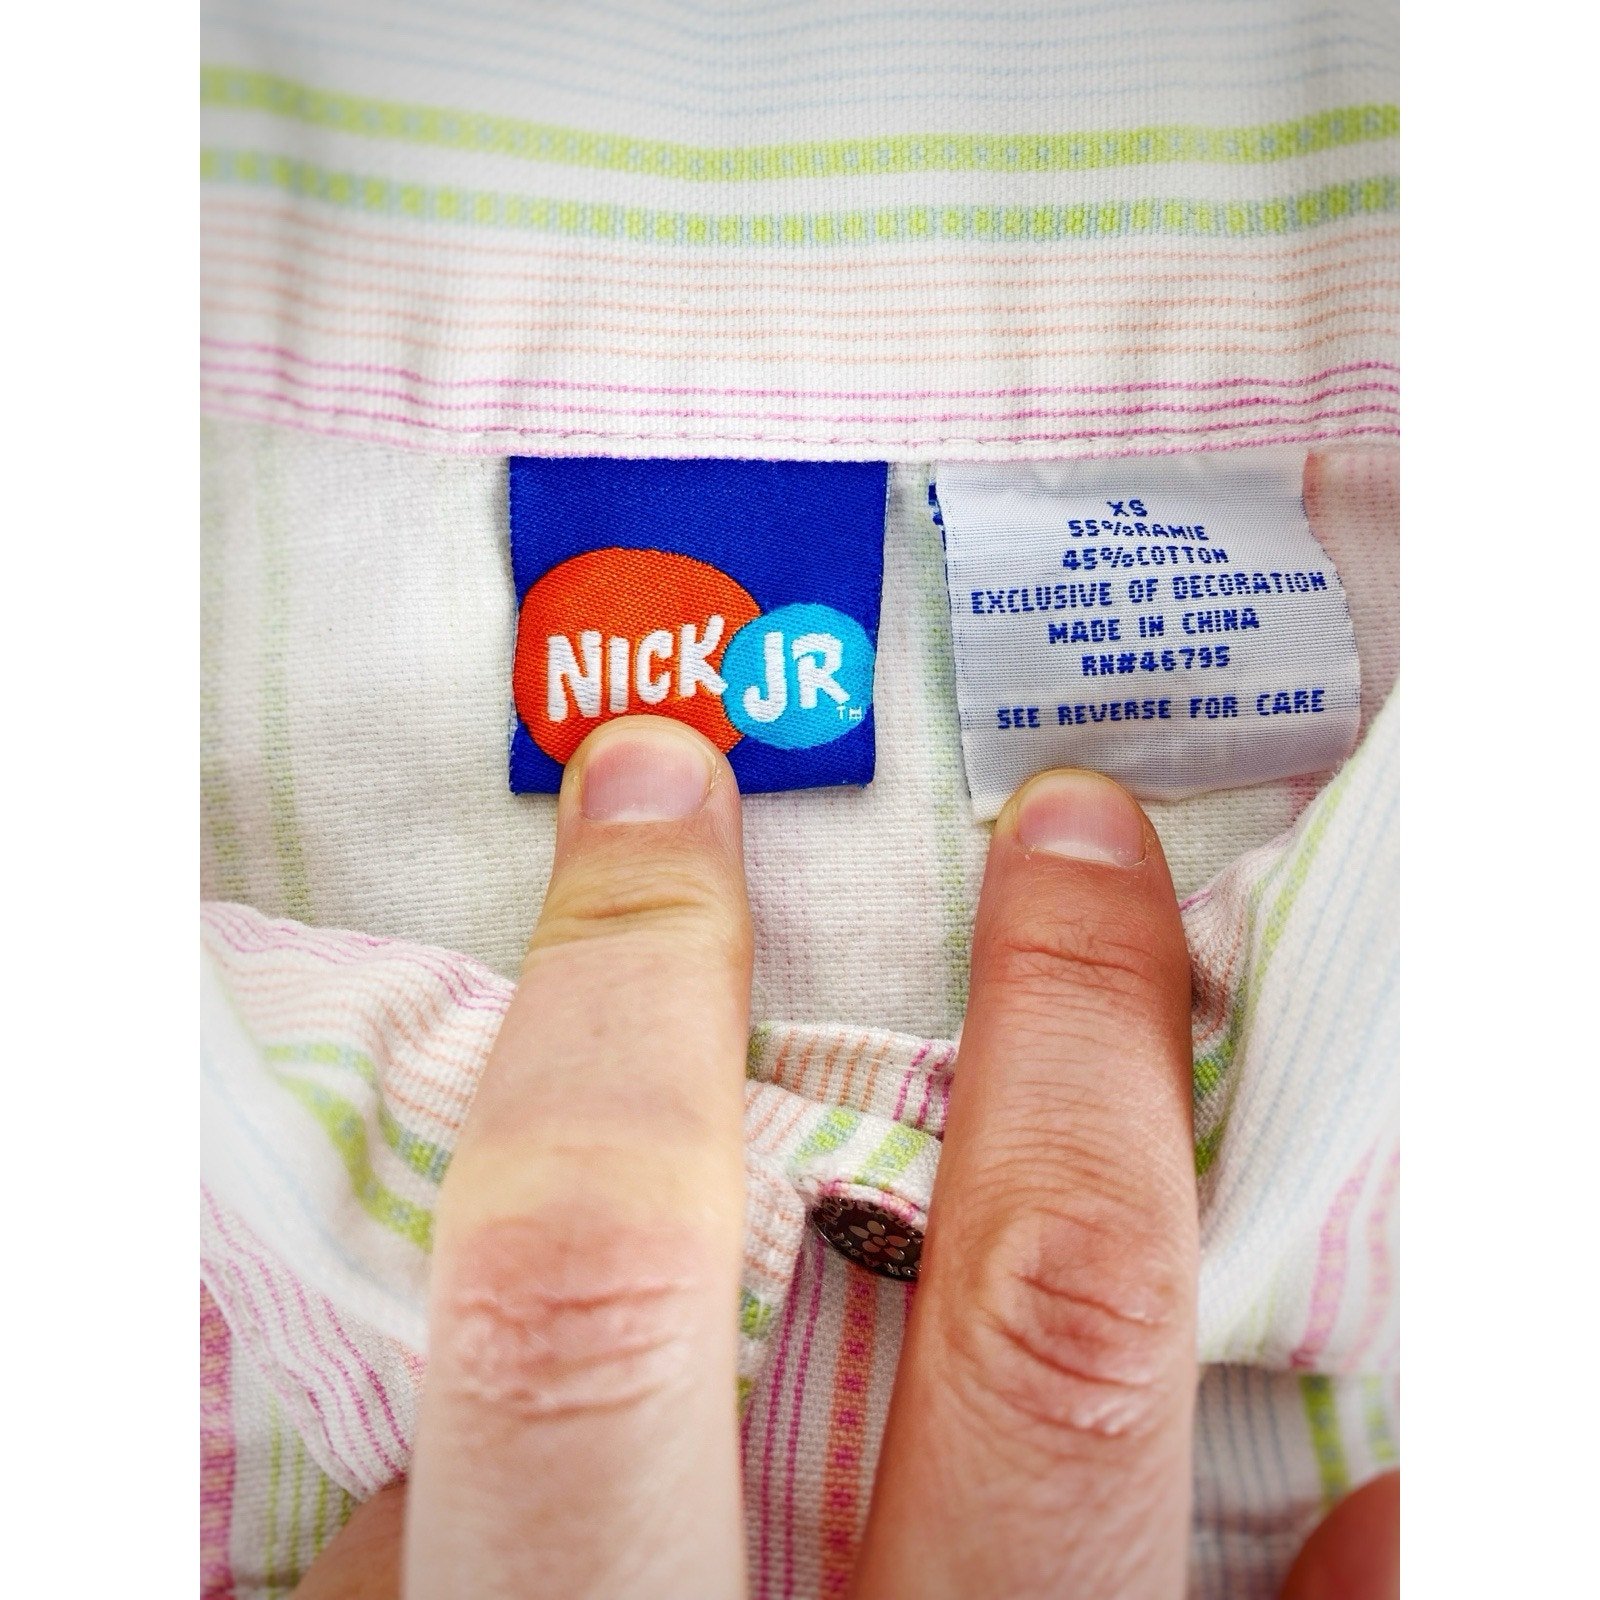 NICK JR
TM
XS
55%RAMIE
45%COTTON
EXCLUSIVE OF DECORATION
MADE IN CHINA
RN#46795
SEE REVERSE FOR CARE